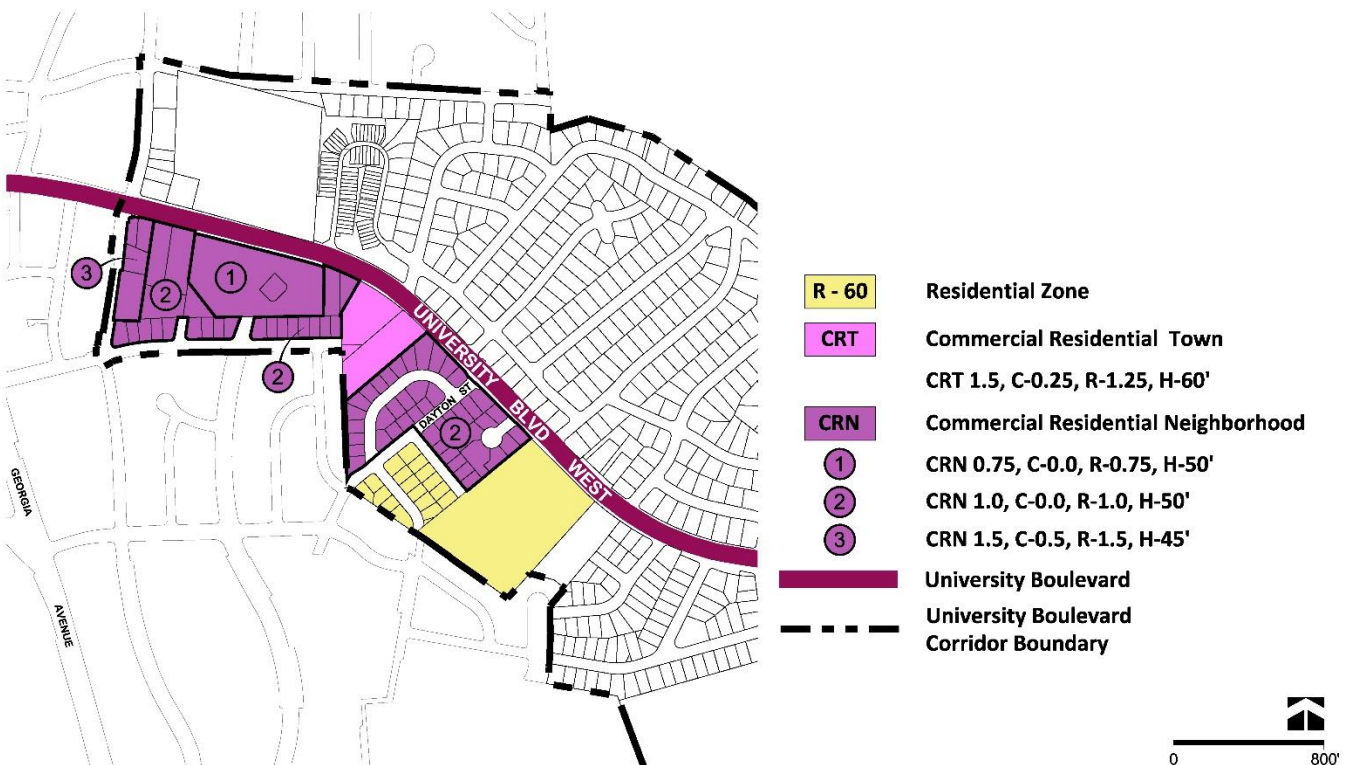 3
2
1
2
2
UNIVERSITY BLVD WEST
DAYTON ST
GEORGIA
AVENUE
R - 60 Residential Zone
CRT Commercial Residential Town
CRT 1.5, C-0.25, R-1.25, H-60'
CRN Commercial Residential Neighborhood
1 CRN 0.75, C-0.0, R-0.75, H-50'
2 CRN 1.0, C-0.0, R-1.0, H-50'
3 CRN 1.5, C-0.5, R-1.5, H-45'
University Boulevard
University Boulevard
Corridor Boundary
0 800'